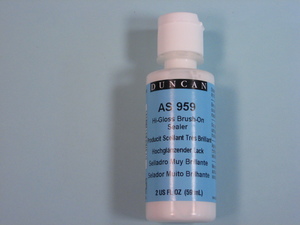 DUNCAN
AS 959
Hi-Gloss Brush-On
Sealer
Produit Scellant Très Brillant
Hochglanzender Lack
Sellador Muy Brillante
Selador Muito Brilhante
2 US Fl OZ (59 mL)